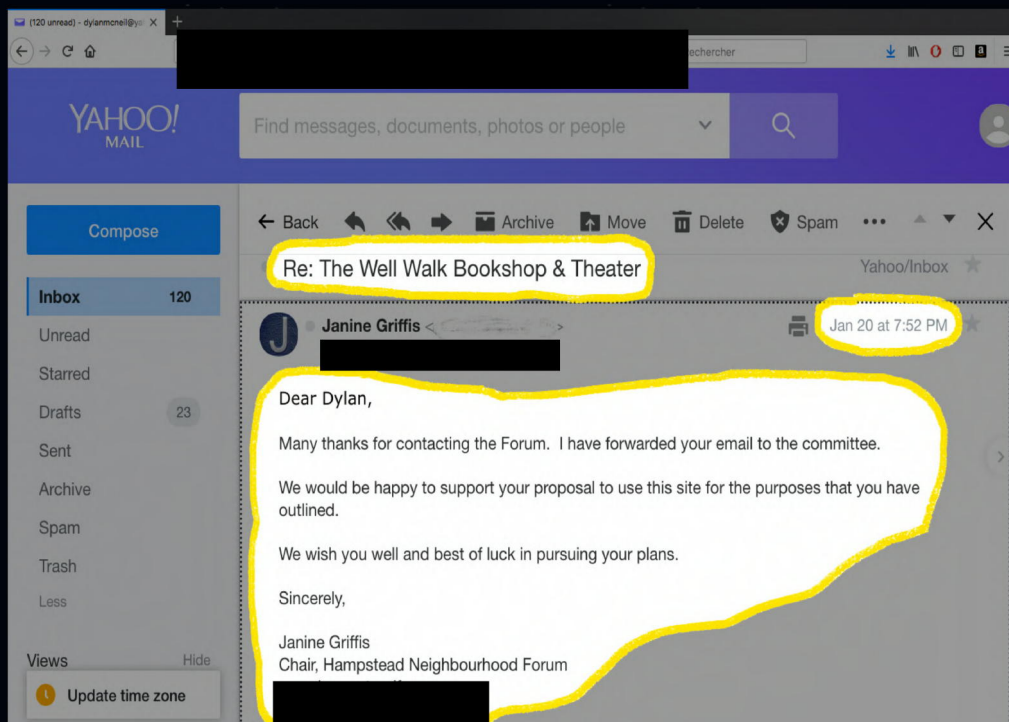 (120 unread) - dylanmcneil@ya
echercher
YAHOO!
MAIL
Find messages, documents, photos or people
Compose
Back Archive Move Delete Spam
Re: The Well Walk Bookshop & Theater
Yahoo/Inbox
Inbox 120
Unread
Starred
Drafts 23
Sent
Archive
Spam
Trash
Less
Views Hide
Update time zone
J
Janine Griffis < >
Jan 20 at 7:52 PM
Dear Dylan,
Many thanks for contacting the Forum. I have forwarded your email to the committee.
We would be happy to support your proposal to use this site for the purposes that you have
outlined.
We wish you well and best of luck in pursuing your plans.
Sincerely,
Janine Griffis
Chair, Hampstead Neighbourhood Forum